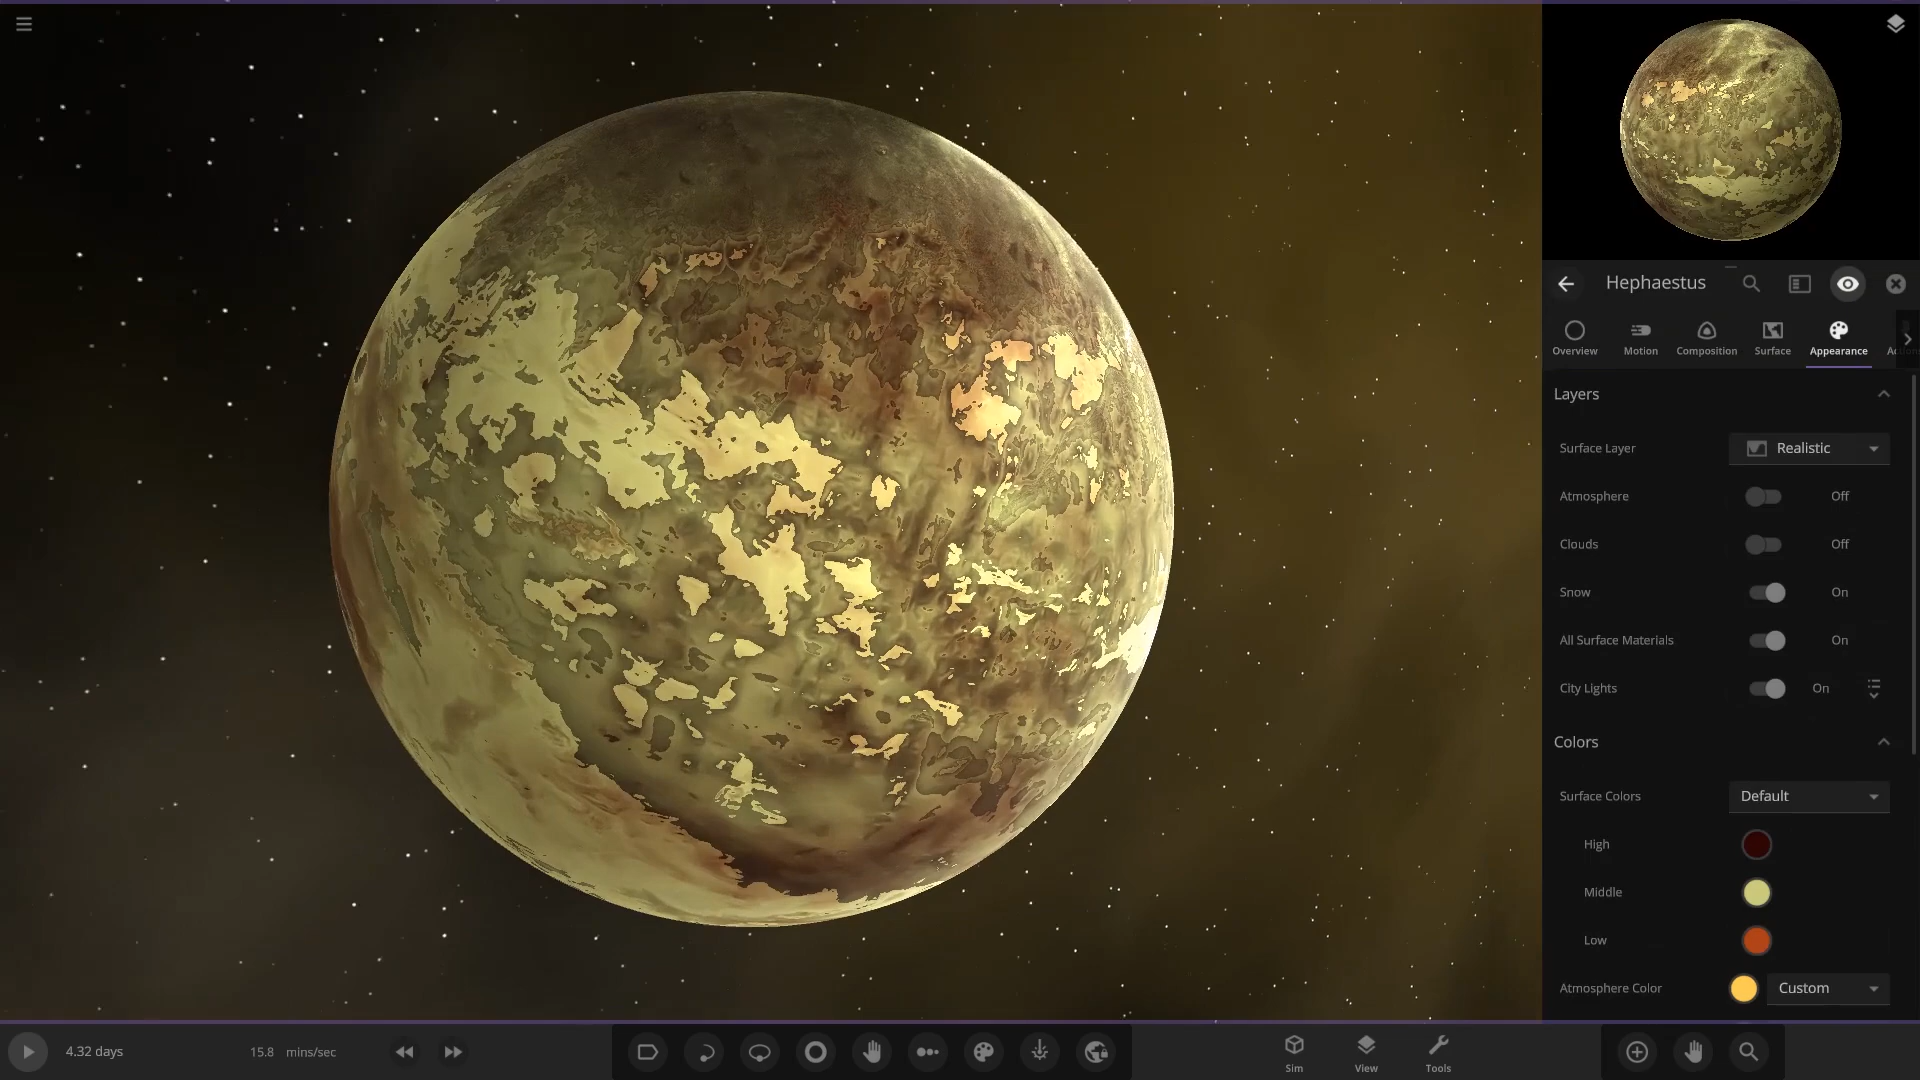 Hephaestus
Overview
Motion
Composition
Surface
Appearance
Layers
Surface Layer
Realistic
Atmosphere
Off
Clouds
Off
Snow
On
All Surface Materials
On
City Lights
On
Colors
Surface Colors
Default
High
Middle
Low
Atmosphere Color
Custom
4.32 days
15.8 mins/sec
Sim
View
Tools